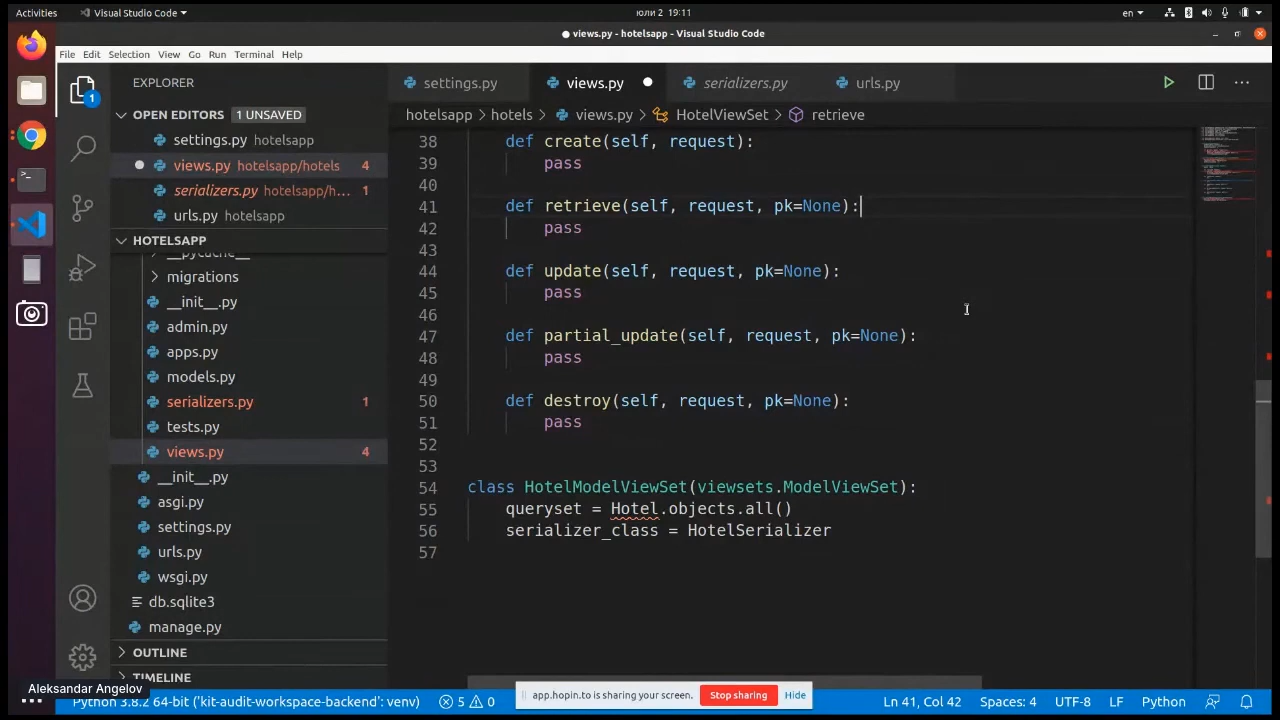 Activities
Visual Studio Code
юли 2 19:11
en
views.py - hotelsapp - Visual Studio Code
File Edit Selection View Go Run Terminal Help
EXPLORER
settings.py
views.py
serializers.py
urls.py
OPEN EDITORS 1 UNSAVED
hotelsapp > hotels > views.py > HotelViewSet > retrieve
settings.py hotelsapp
views.py hotelsapp/hotels 4
serializers.py hotelsapp/h... 1
urls.py hotelsapp
HOTELSAPP
__pycache__
migrations
__init__.py
admin.py
apps.py
models.py
serializers.py 1
tests.py
views.py 4
__init__.py
asgi.py
settings.py
urls.py
wsgi.py
db.sqlite3
manage.py
OUTLINE
TIMELINE
38 def create(self, request):
39 pass
40
41 def retrieve(self, request, pk=None):
42 pass
43
44 def update(self, request, pk=None):
45 pass
46
47 def partial_update(self, request, pk=None):
48 pass
49
50 def destroy(self, request, pk=None):
51 pass
52
53
54 class HotelModelViewSet(viewsets.ModelViewSet):
55 queryset = Hotel.objects.all()
56 serializer_class = HotelSerializer
57
1
Aleksandar Angelov
app.hopin.to is sharing your screen. Stop sharing Hide
Python 3.8.2 64-bit ('kit-audit-workspace-backend': venv) 5 0 Ln 41, Col 42 Spaces: 4 UTF-8 LF Python